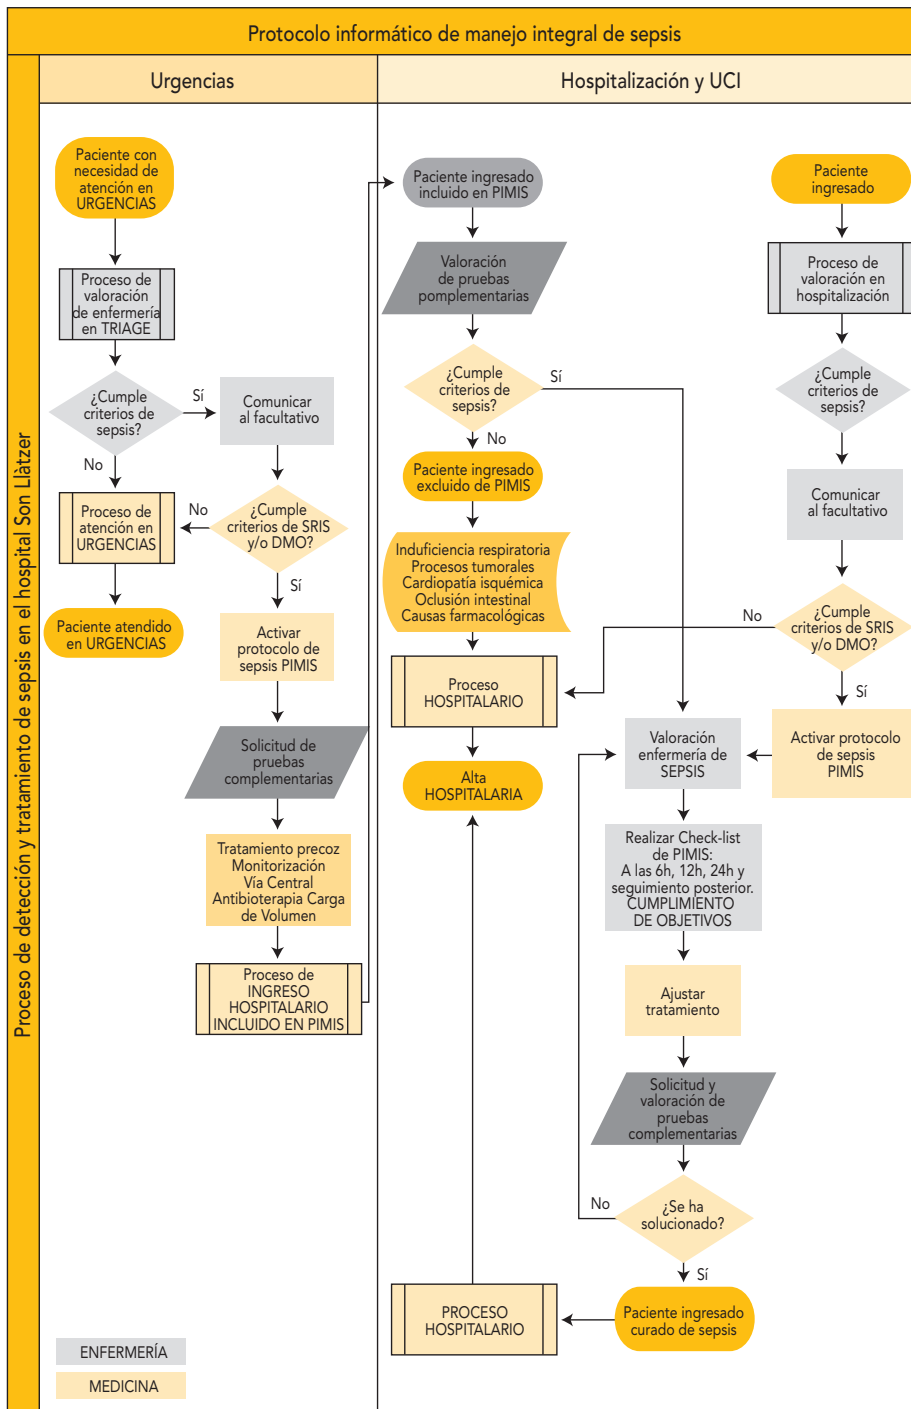 Protocolo informático de manejo integral de sepsis
Proceso de detección y tratamiento de sepsis en el hospital Son Llàtzer
Urgencias
Paciente con
necesidad de
atención en
URGENCIAS
Proceso de
valoración
de enfermería
en TRIAGE
¿Cumple
criterios de
sepsis?
Sí
Comunicar
al facultativo
No
Proceso de
atención en
URGENCIAS
No
¿Cumple
criterios de SRIS
y/o DMO?
Paciente atendido
en URGENCIAS
Sí
Activar
protocolo de
sepsis PIMIS
Solicitud de
pruebas
complementarias
Tratamiento precoz
Monitorización
Vía Central
Antibioterapia Carga
de Volumen
Proceso de
INGRESO
HOSPITALARIO
INCLUIDO EN PIMIS
ENFERMERÍA
MEDICINA
Hospitalización y UCI
Paciente ingresado
incluido en PIMIS
Valoración
de pruebas
pomplementarias
¿Cumple
criterios de
sepsis?
Sí
No
Paciente ingresado
excluido de PIMIS
Induficiencia respiratoria
Procesos tumorales
Cardiopatía isquémica
Oclusión intestinal
Causas farmacológicas
Proceso
HOSPITALARIO
Alta
HOSPITALARIA
Paciente
ingresado
Proceso de
valoración en
hospitalización
¿Cumple
criterios de
sepsis?
Comunicar
al facultativo
No
¿Cumple
criterios de SRIS
y/o DMO?
Sí
Activar protocolo
de sepsis
PIMIS
Valoración
enfermería de
SEPSIS
Realizar Check-list
de PIMIS:
A las 6h, 12h, 24h y
seguimiento posterior.
CUMPLIMIENTO
DE OBJETIVOS
Ajustar
tratamiento
Solicitud y
valoración de
pruebas
complementarias
No
¿Se ha
solucionado?
Sí
Paciente ingresado
curado de sepsis
PROCESO
HOSPITALARIO